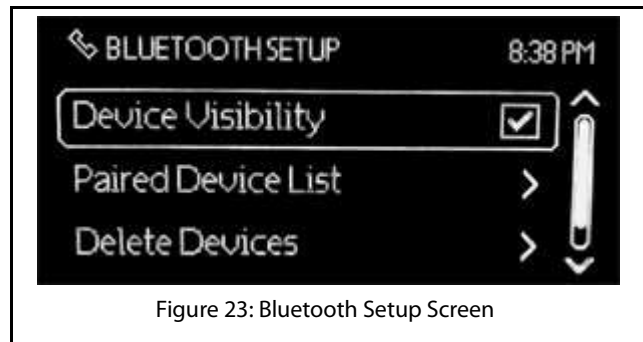 BLUETOOTH SETUP 8:38 PM
Device Visibility
Paired Device List
Delete Devices
Figure 23: Bluetooth Setup Screen